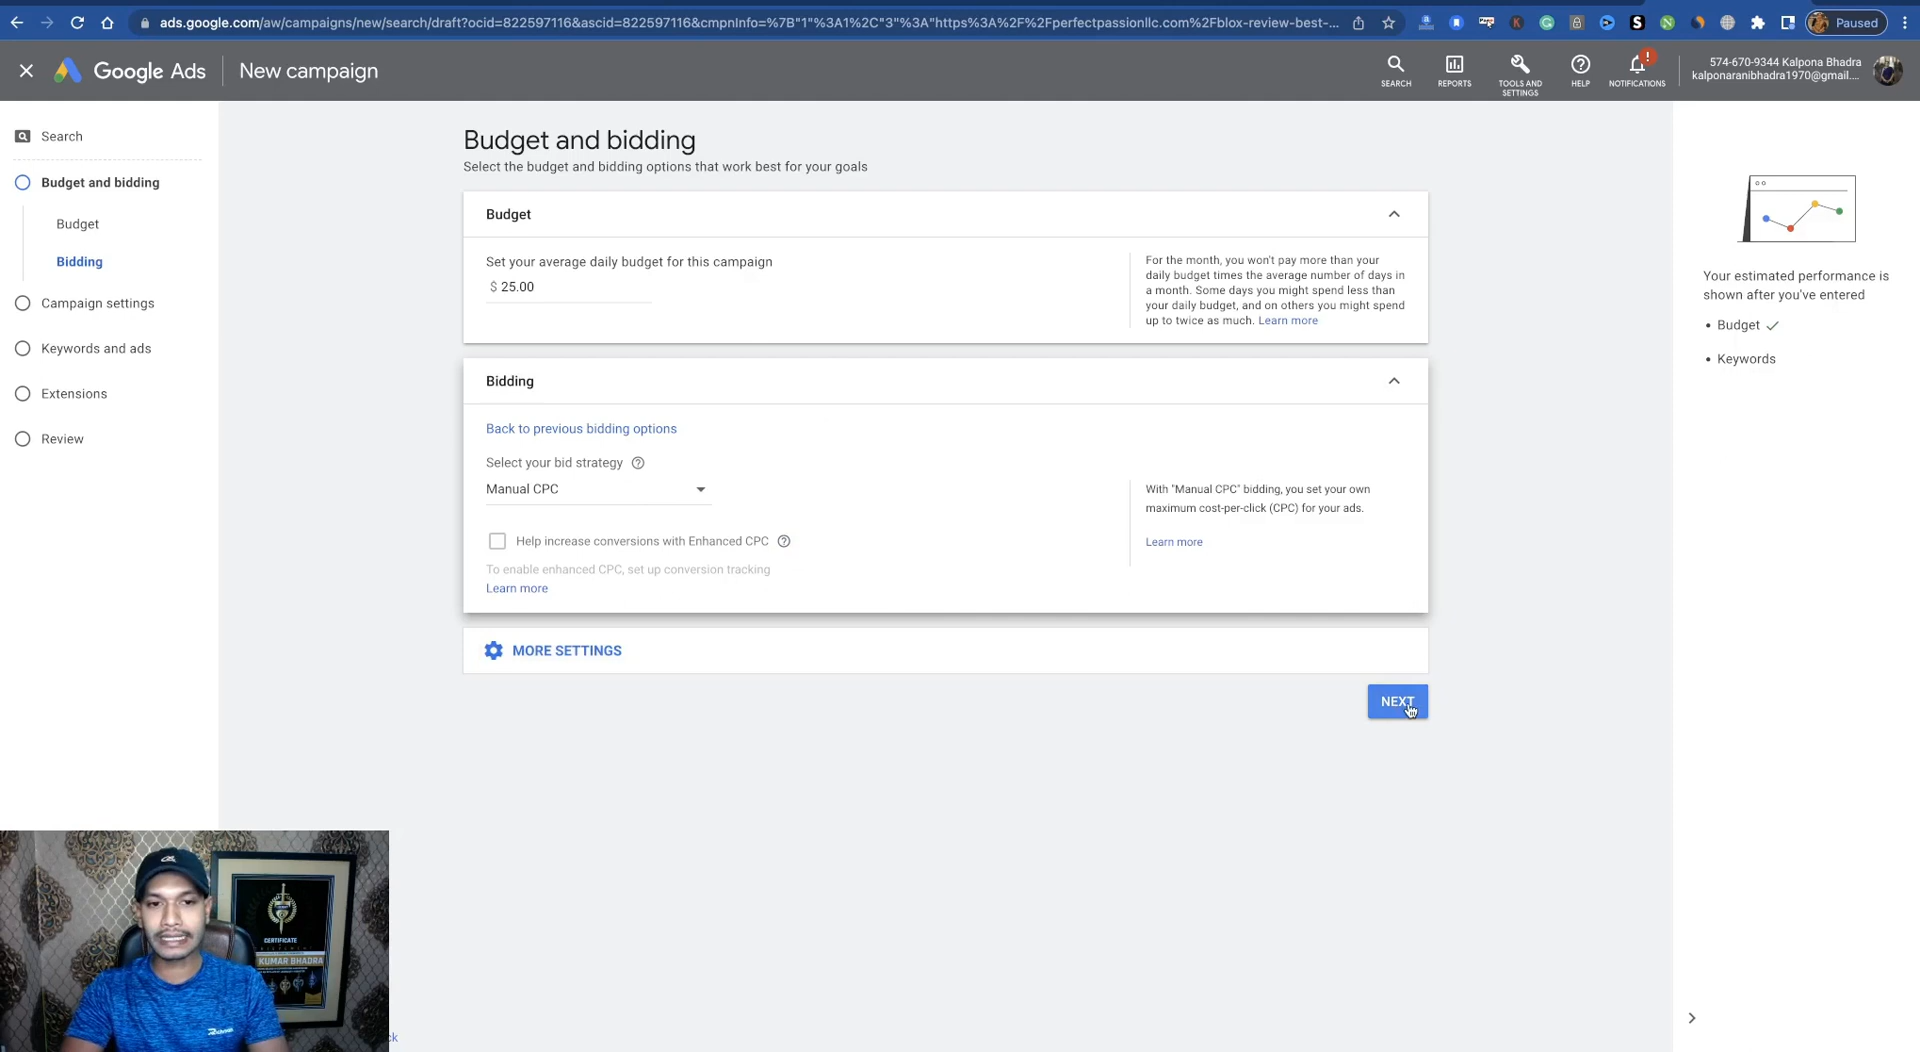 ads.google.com/aw/campaigns/new/search/draft?ocid=822597116&ascid=822597116&cmpnInfo=%7B"1"%3A1%2C"3"%3A"https%3A%2F%2Fperfectpassionllc.com%2Fblox-review-best-...
Paused
Google Ads
New campaign
SEARCH
REPORTS
TOOLS AND
SETTINGS
HELP
NOTIFICATIONS
574-670-9344 Kalpona Bhadra
kalponaranibhadra1970@gmail....
Search
Budget and bidding
Budget
Bidding
Campaign settings
Keywords and ads
Extensions
Review
Budget and bidding
Select the budget and bidding options that work best for your goals
Budget
Set your average daily budget for this campaign
$ 25.00
For the month, you won't pay more than your
daily budget times the average number of days in
a month. Some days you might spend less than
your daily budget, and on others you might spend
up to twice as much. Learn more
Bidding
Back to previous bidding options
Select your bid strategy
Manual CPC
Help increase conversions with Enhanced CPC
To enable enhanced CPC, set up conversion tracking
Learn more
With "Manual CPC" bidding, you set your own
maximum cost-per-click (CPC) for your ads.
Learn more
MORE SETTINGS
NEXT
Your estimated performance is
shown after you've entered
• Budget
• Keywords
CERTIFICATE
KUMAR BHADRA